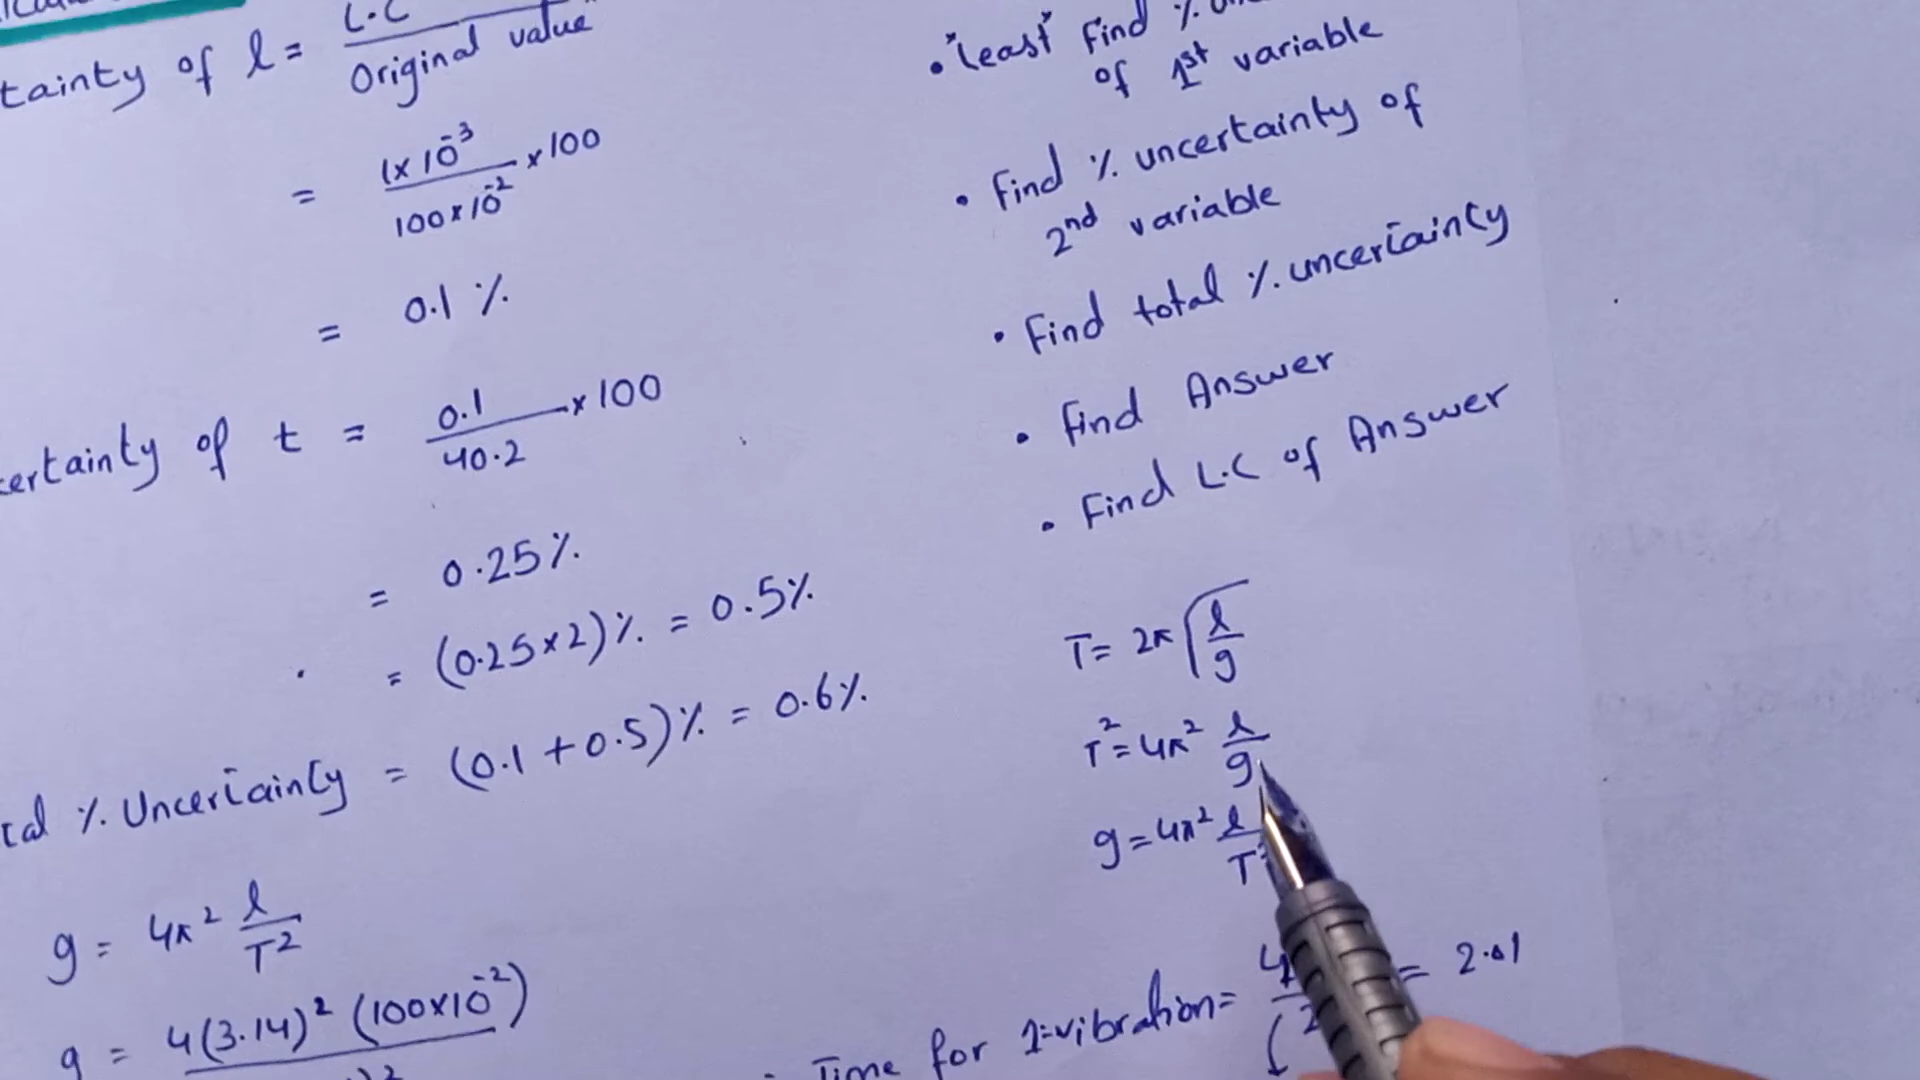 tainty of l = L.C / Original value
= 1×10⁻³ / 100×10⁻² ×100
= 0.1 %
certainty of t = 0.1 / 40.2 ×100
= 0.25 %.
= (0.25×2) %. = 0.5 %
tal %. Uncertainty = (0.1 + 0.5) %. = 0.6 %.
g = 4π² l / T²
g = 4(3.14)² (100×10⁻²)
)²
• "Least" Find %.
of 1st variable
• Find %. uncertainty of
2nd variable
• Find total %. uncertainty
• Find Answer
• Find L.C of Answer
T = 2π √ l / g
T² = 4π² l / g
g = 4π² l / T²
• Time for 1-vibration = = 2.01